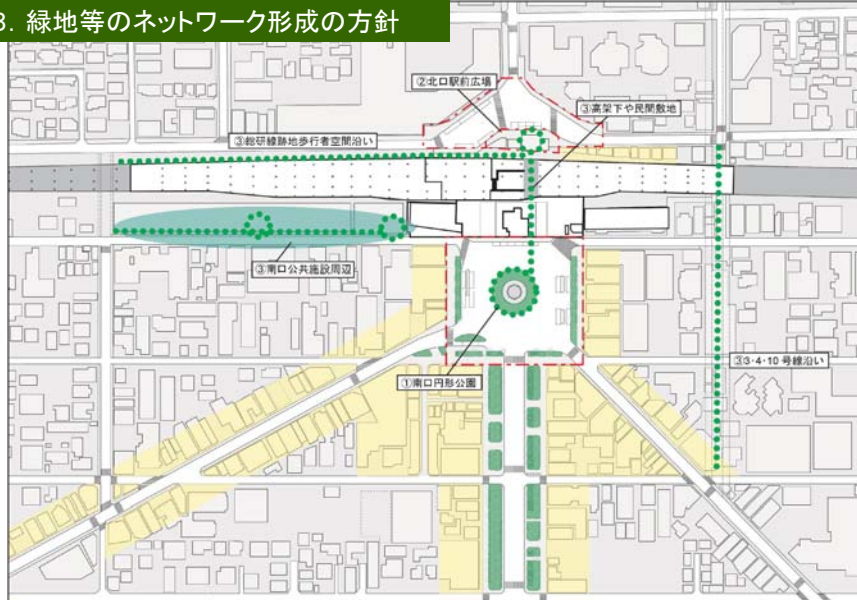 3. 緑地等のネットワーク形成の方針
②北口駅前広場
③高架下や民間敷地
③総研線跡地歩行者空間沿い
③南口公共施設周辺
③3・4・10号線沿い
①南口円形公園